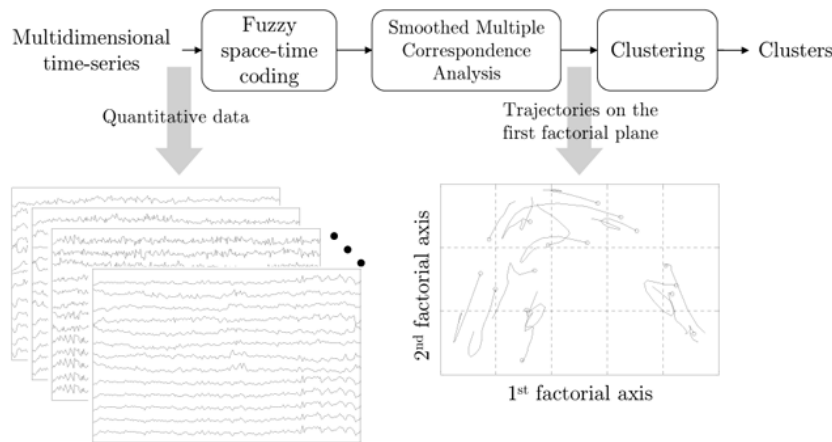 Multidimensional
time-series
Fuzzy
space-time
coding
Smoothed Multiple
Correspondence
Analysis
Clustering
Clusters
Quantitative data
Trajectories on the
first factorial plane
2nd factorial axis
1st factorial axis